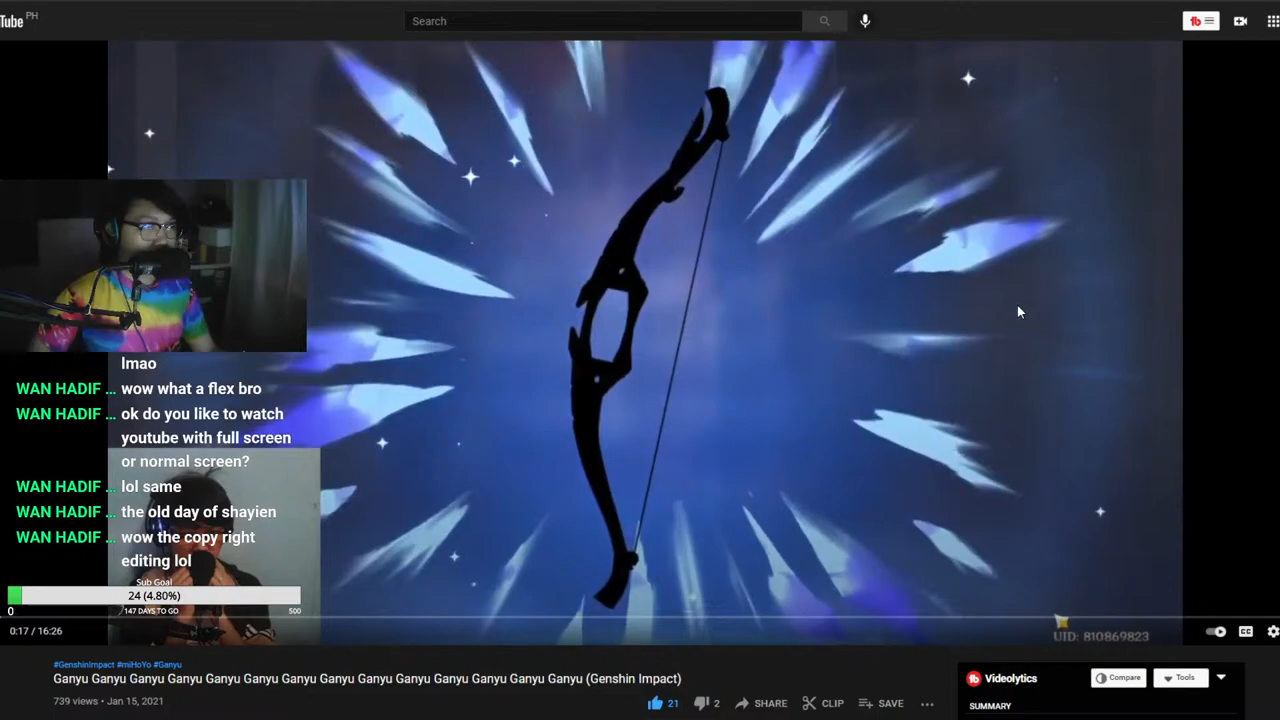 Tube PH
Search
lmao
WAN HADIF ... wow what a flex bro
WAN HADIF ... ok do you like to watch
youtube with full screen
or normal screen?
WAN HADIF ... lol same
WAN HADIF ... the old day of shayien
WAN HADIF ... wow the copy right
editing lol
Sub Goal
24 (4.80%)
0 147 DAYS TO GO 500
0:17 / 16:26
CC
UID: 810869823
#GenshinImpact #miHoYo #Ganyu
Ganyu Ganyu Ganyu Ganyu Ganyu Ganyu Ganyu Ganyu Ganyu Ganyu Ganyu Ganyu Ganyu Ganyu (Genshin Impact)
739 views • Jan 15, 2021
21 2 SHARE CLIP SAVE ...
tb Videolytics Compare Tools
SUMMARY